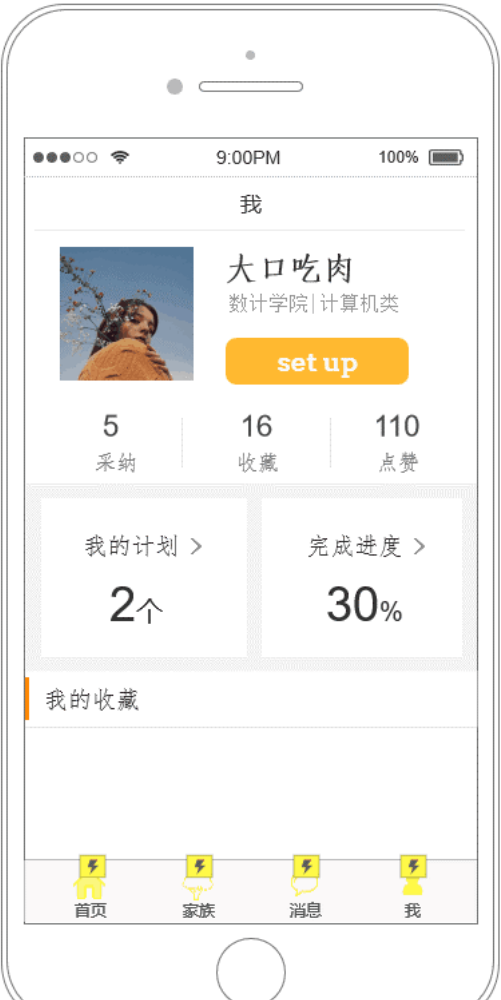 9:00PM 100%
我
大口吃肉
数计学院|计算机类
set up
5 16 110
采纳 收藏 点赞
我的计划 完成进度
2个 30%
我的收藏
首页 家族 消息 我